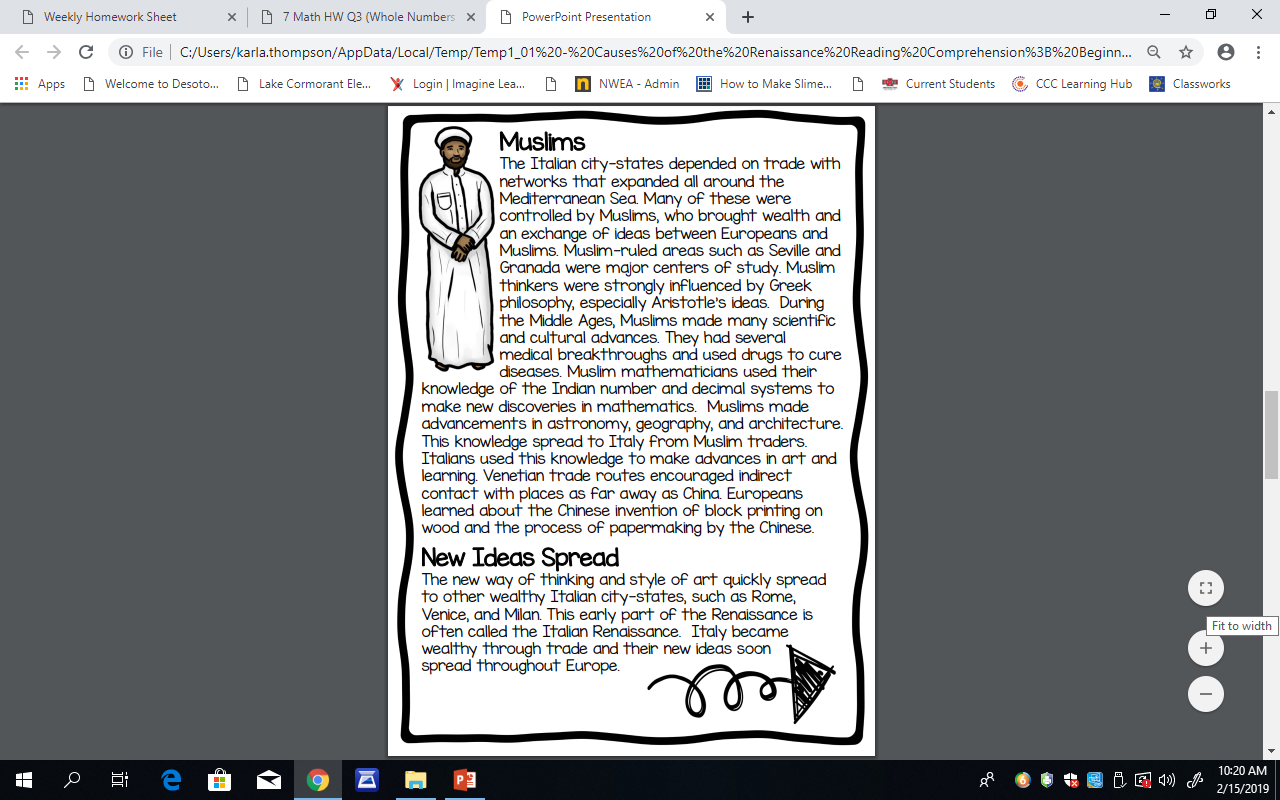 Weekly Homework Sheet
7 Math HW Q3 (Whole Numbers
PowerPoint Presentation
File
C:/Users/karla.thompson/AppData/Local/Temp/Temp1_01%20-%20Causes%20of%20the%20Renaissance%20Reading%20Comprehension%3B%20Beginn...
Apps
Welcome to Desoto...
Lake Cormorant Ele...
Login | Imagine Lea...
NWEA - Admin
How to Make Slime...
Current Students
CCC Learning Hub
Classworks
Muslims
The Italian city-states depended on trade with
networks that expanded all around the
Mediterranean Sea. Many of these were
controlled by Muslims, who brought wealth and
an exchange of ideas between Europeans and
Muslims. Muslim-ruled areas such as Seville and
Granada were major centers of study. Muslim
thinkers were strongly influenced by Greek
philosophy, especially Aristotle's ideas. During
the Middle Ages, Muslims made many scientific
and cultural advances. They had several
medical breakthroughs and used drugs to cure
diseases. Muslim mathematicians used their
knowledge of the Indian number and decimal systems to
make new discoveries in mathematics. Muslims made
advancements in astronomy, geography, and architecture.
This knowledge spread to Italy from Muslim traders.
Italians used this knowledge to make advances in art and
learning. Venetian trade routes encouraged indirect
contact with places as far away as China. Europeans
learned about the Chinese invention of block printing on
wood and the process of papermaking by the Chinese.
New Ideas Spread
The new way of thinking and style of art quickly spread
to other wealthy Italian city-states, such as Rome,
Venice, and Milan. This early part of the Renaissance is
often called the Italian Renaissance. Italy became
wealthy through trade and their new ideas soon
spread throughout Europe.
Fit to width
10:20 AM
2/15/2019